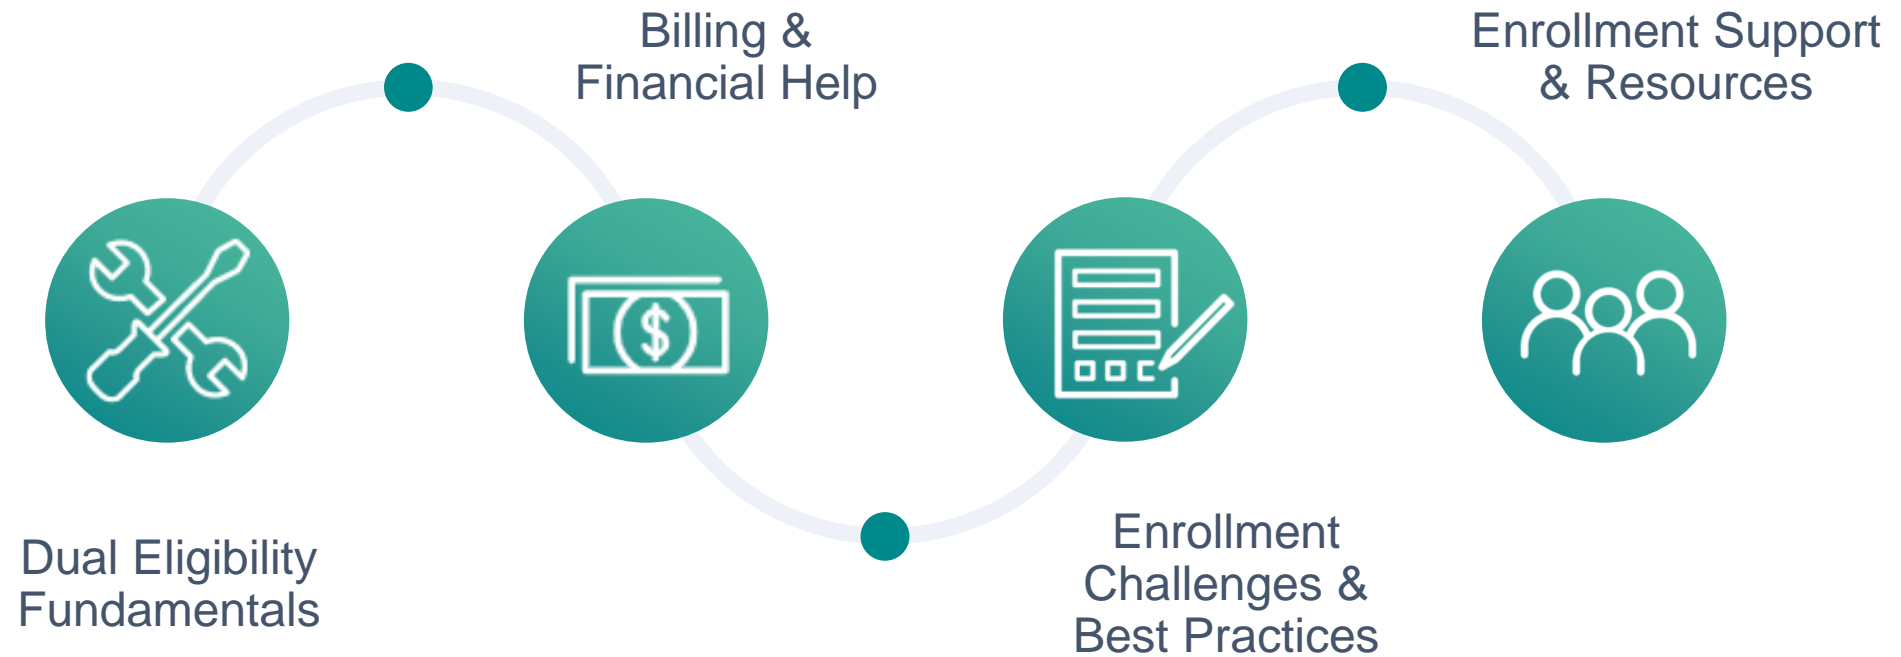 Dual Eligibility
Fundamentals
Billing &
Financial Help
Enrollment
Challenges &
Best Practices
Enrollment Support
& Resources